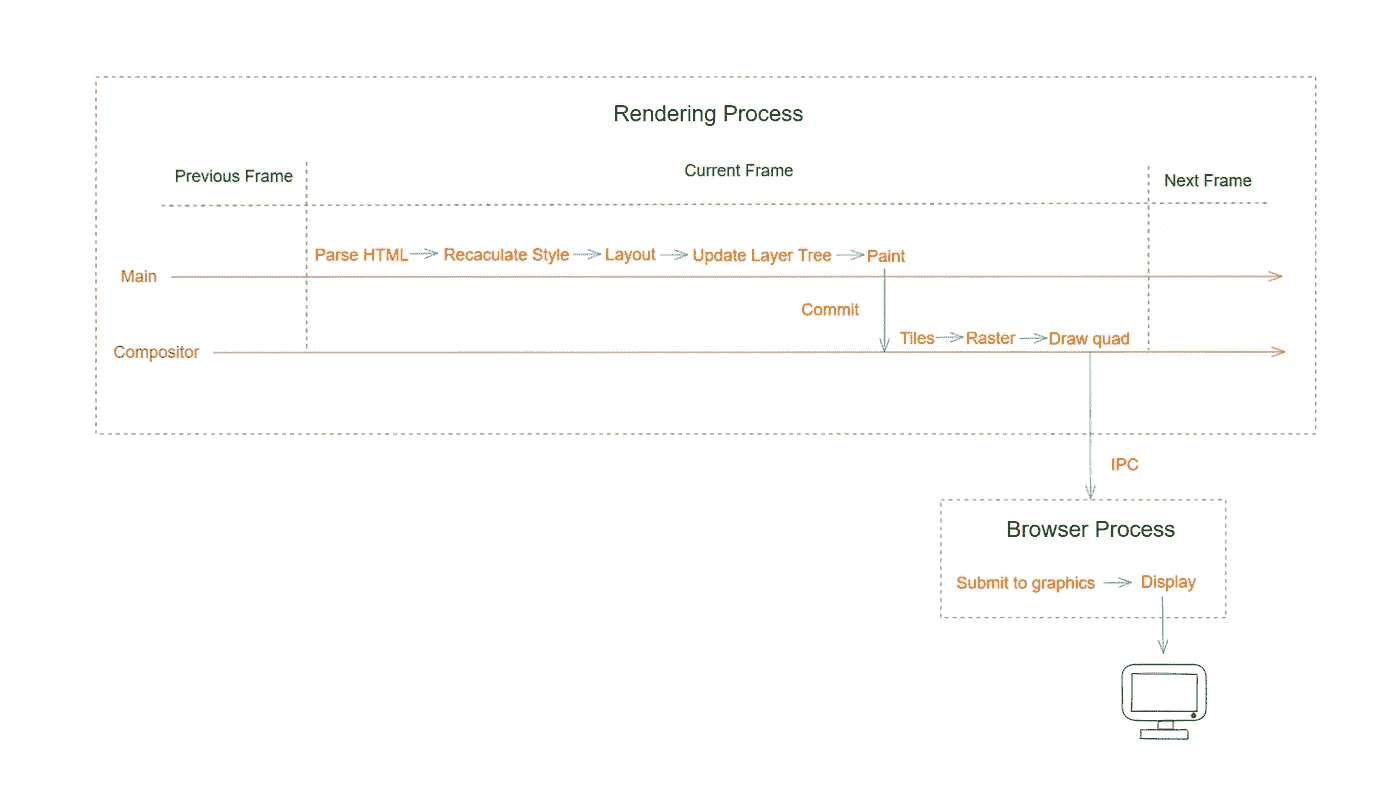 Rendering Process
Previous Frame
Current Frame
Next Frame
Parse HTML
Recaculate Style
Layout
Update Layer Tree
Paint
Main
Commit
Tiles
Raster
Draw quad
Compositor
IPC
Browser Process
Submit to graphics
Display